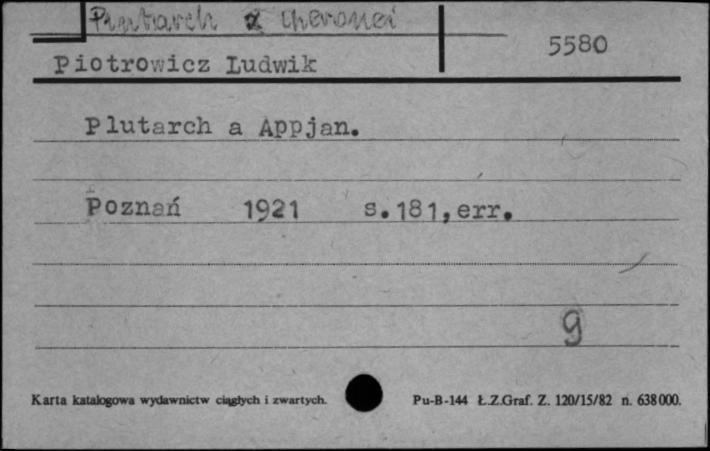 Plutarch z Cheronei
5580
Piotrowicz Ludwik
Plutarch a Appjan.
Poznań 1921 s.181,err.
9
Karta katalogowa wydawnictw ciągłych i zwartych. Pu-B-144 Ł.Z.Graf. Z. 120/15/82 n. 638000.